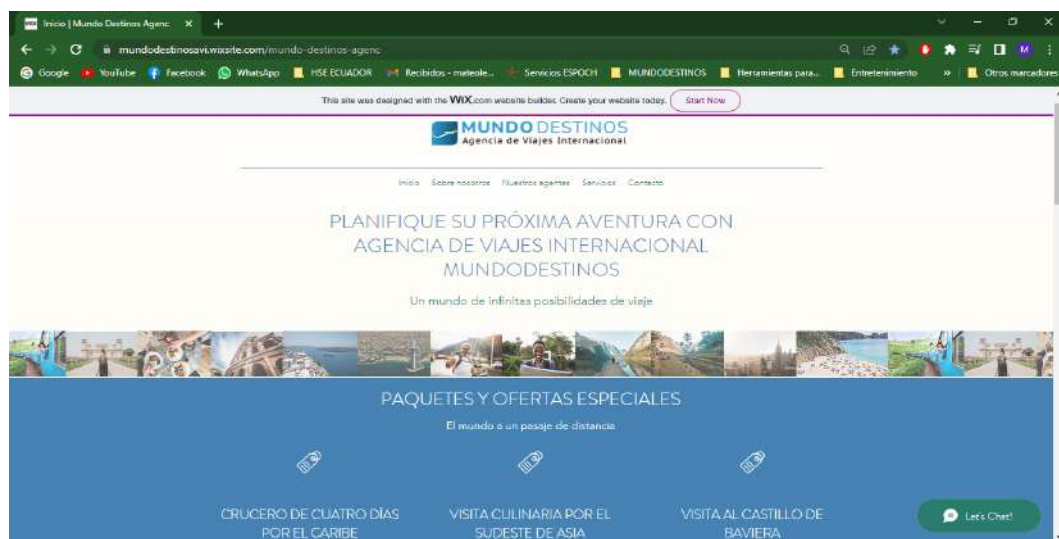 Inicio | Mundo Destinos Agenc
mundodestinosavi.wixsite.com/mundo-destinos-agenc
M
Google YouTube Facebook WhatsApp HSE ECUADOR Recibidos - mateole... Servicios ESPOCH MUNDODESTINOS Herramientas para... Entretenimiento » Otros marcadores
This site was designed with the WIX.com website builder. Create your website today. Start Now
MUNDO DESTINOS
Agencia de Viajes Internacional
Inicio Sobre nosotros Nuestros agentes Servicios Contacto
PLANIFIQUE SU PRÓXIMA AVENTURA CON
AGENCIA DE VIAJES INTERNACIONAL
MUNDODESTINOS
Un mundo de infinitas posibilidades de viaje
PAQUETES Y OFERTAS ESPECIALES
El mundo a un pasaje de distancia
CRUCERO DE CUATRO DÍAS
POR EL CARIBE
VISITA CULINARIA POR EL
SUDESTE DE ASIA
VISITA AL CASTILLO DE
BAVIERA
Let's Chat!